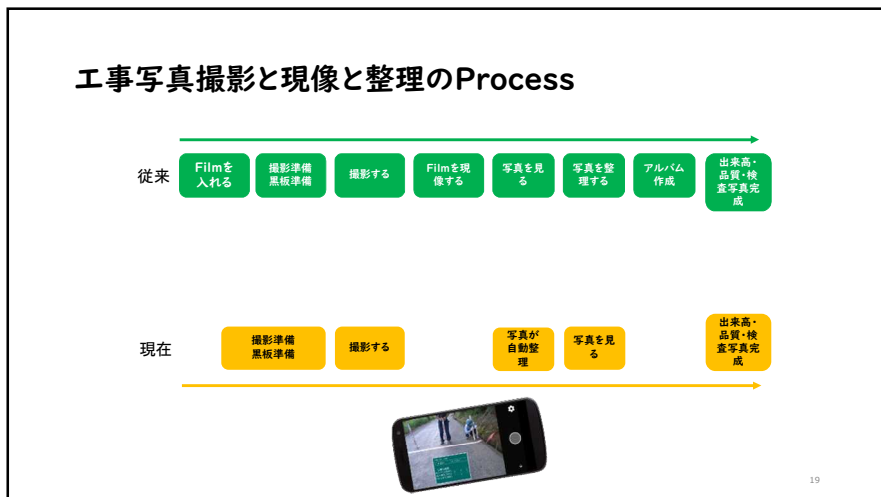 工事写真撮影と現像と整理のProcess
従来
Filmを
入れる
撮影準備
黒板準備
撮影する
Filmを現
像する
写真を見
る
写真を整
理する
アルバム
作成
出来高・
品質・検
査写真完
成
現在
撮影準備
黒板準備
撮影する
写真が
自動整
理
写真を見
る
出来高・
品質・検
査写真完
成
19